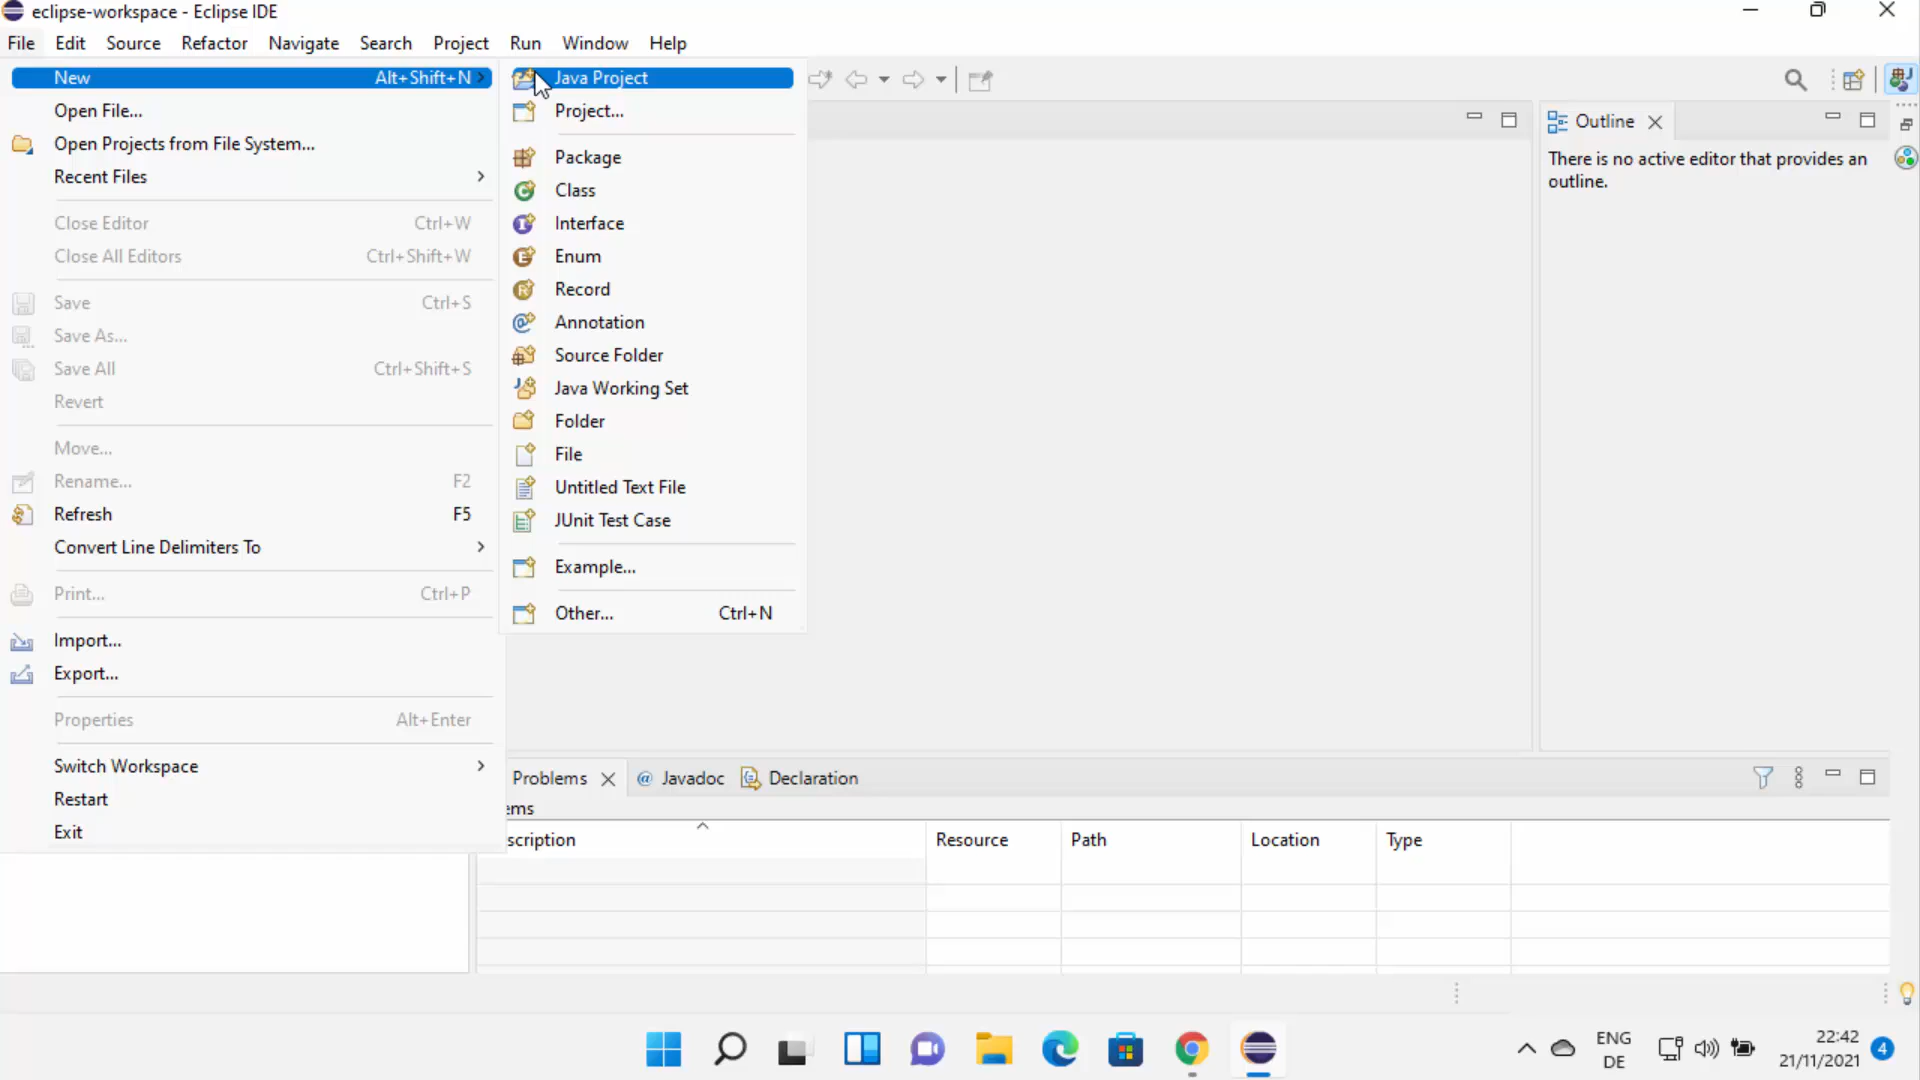 eclipse-workspace - Eclipse IDE
File Edit Source Refactor Navigate Search Project Run Window Help
New Alt+Shift+N
Open File...
Open Projects from File System...
Recent Files
Close Editor Ctrl+W
Close All Editors Ctrl+Shift+W
Save Ctrl+S
Save As...
Save All Ctrl+Shift+S
Revert
Move...
Rename... F2
Refresh F5
Convert Line Delimiters To
Print... Ctrl+P
Import...
Export...
Properties Alt+Enter
Switch Workspace
Restart
Exit
Java Project
Project...
Package
Class
Interface
Enum
Record
Annotation
Source Folder
Java Working Set
Folder
File
Untitled Text File
JUnit Test Case
Example...
Other... Ctrl+N
Outline
There is no active editor that provides an
outline.
Problems @ Javadoc Declaration
ems
scription Resource Path Location Type
ENG
DE
22:42
21/11/2021
4